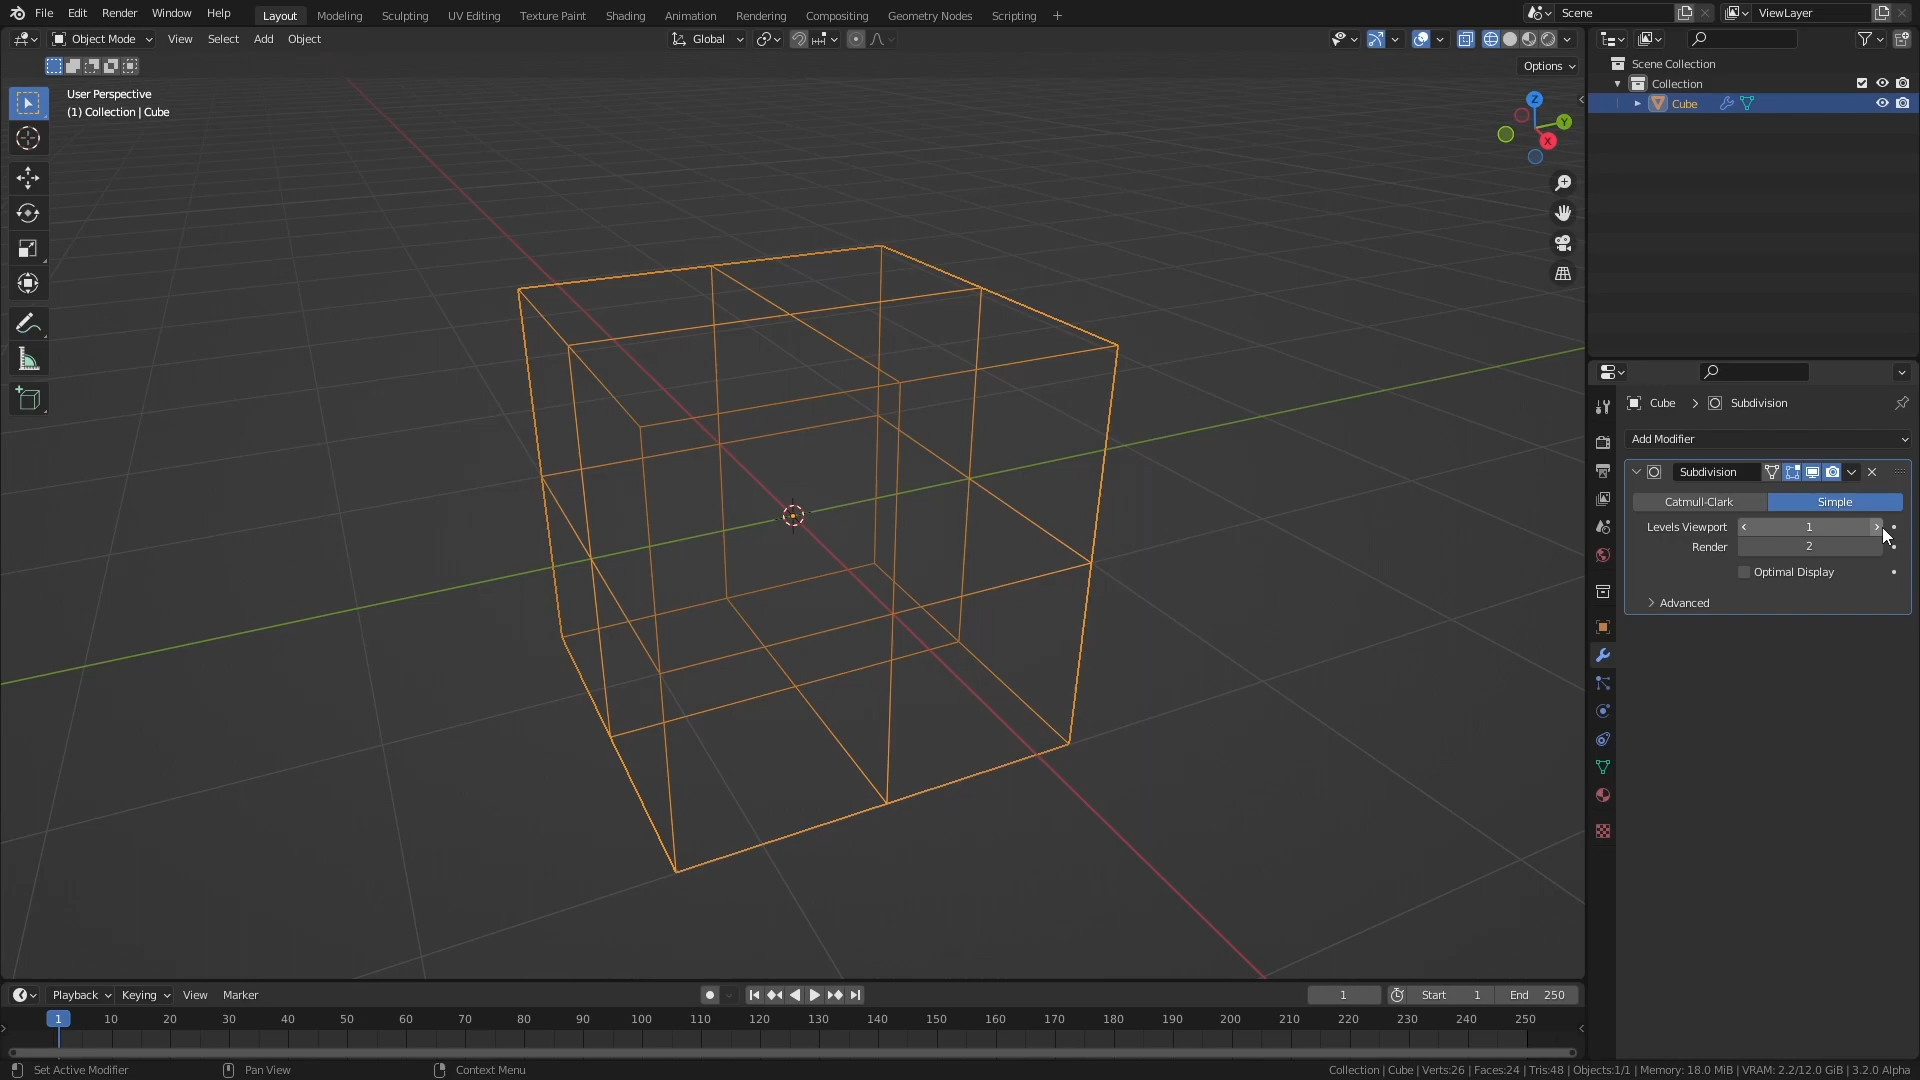 File Edit Render Window Help Layout Modeling Sculpting UV Editing Texture Paint Shading Animation Rendering Compositing Geometry Nodes Scripting + Scene ViewLayer
Object Mode View Select Add Object Global
Options
User Perspective
(1) Collection | Cube
Z
Y
X
Scene Collection
Collection
Cube
Cube > Subdivision
Add Modifier
Subdivision
Catmull-Clark Simple
Levels Viewport 1
Render 2
Optimal Display
Advanced
Playback Keying View Marker 1 Start 1 End 250
1 10 20 30 40 50 60 70 80 90 100 110 120 130 140 150 160 170 180 190 200 210 220 230 240 250
Set Active Modifier Pan View Context Menu Collection | Cube | Verts:26 | Faces:24 | Tris:48 | Objects:1/1 | Memory: 18.0 MiB | VRAM: 2.2/12.0 GiB | 3.2.0 Alpha